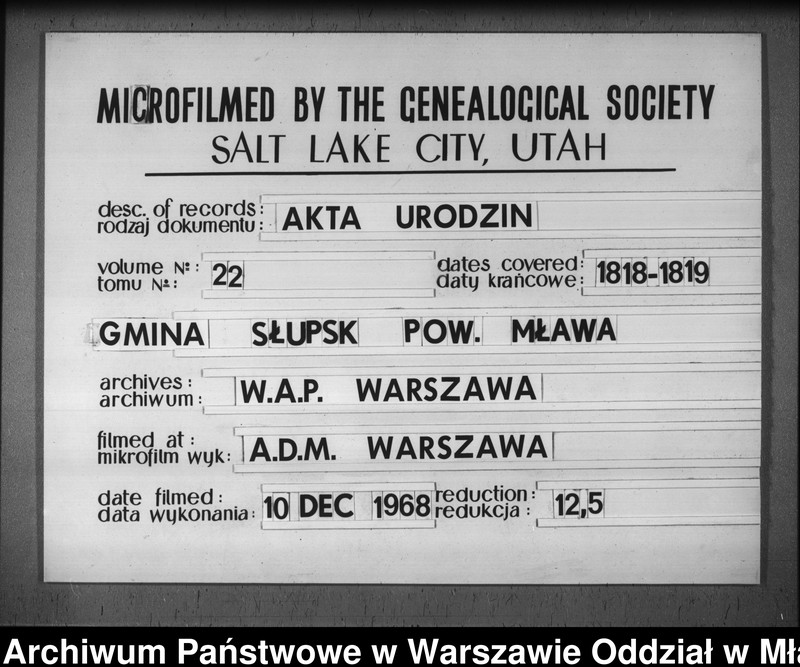 MICROFILMED BY THE GENEALOGICAL SOCIETY
SALT LAKE CITY, UTAH
desc. of records: AKTA URODZIN
rodzaj dokumentu:
volume №: 22 dates covered: 1818-1819
tomu №: daty krańcowe:
GMINA SŁUPSK POW. MŁAWA
archives: W.A.P. WARSZAWA
archiwum:
filmed at: A.D.M. WARSZAWA
mikrofilm wyk:
date filmed: 10 DEC 1968 reduction: 12,5
data wykonania: redukcja:
Archiwum Państwowe w Warszawie Oddział w